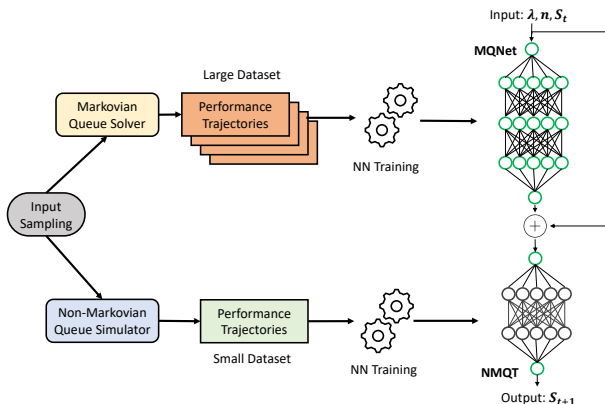 Input: λ, n, S_t
MQNet
Large Dataset
Markovian
Queue Solver
Performance
Trajectories
NN Training
Input
Sampling
+
Non-Markovian
Queue Simulator
Performance
Trajectories
Small Dataset
NN Training
NMQT
Output: S_{t+1}